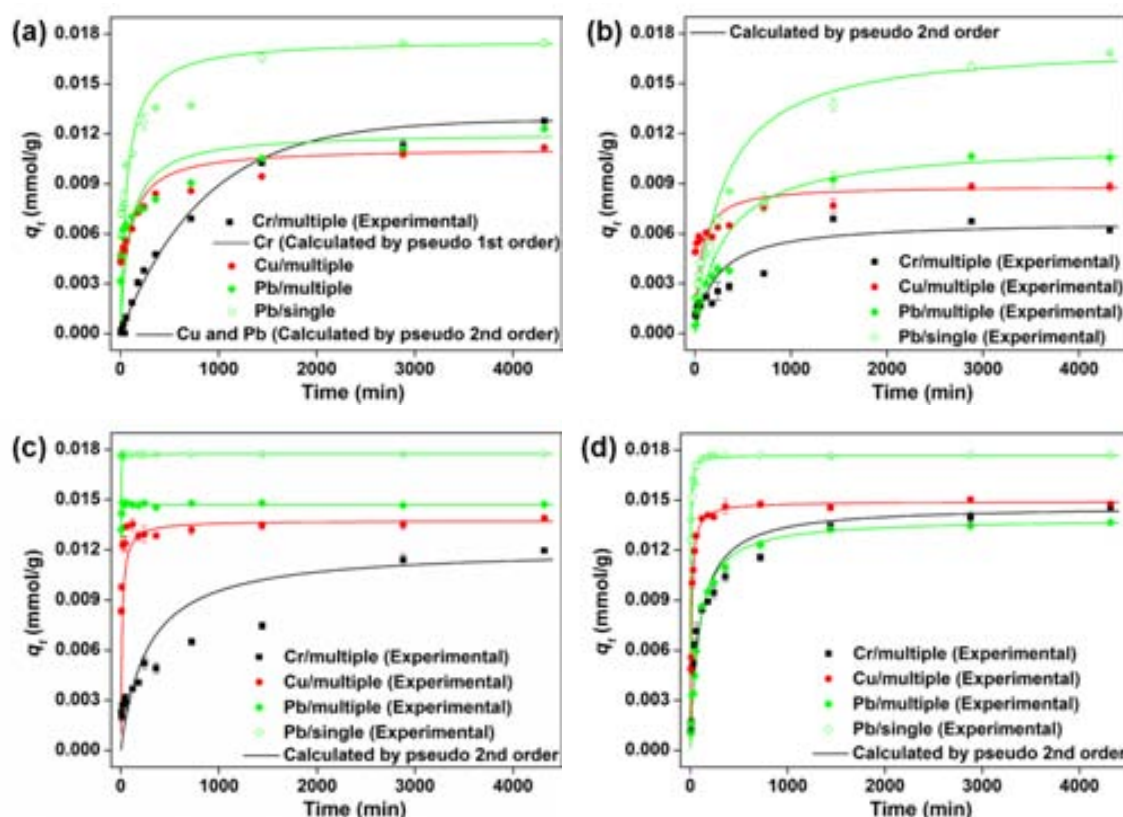 (a)
0.018
0.015
0.012
0.009
0.006
0.003
0.000
qt (mmol/g)
Cr/multiple (Experimental)
Cr (Calculated by pseudo 1st order)
Cu/multiple
Pb/multiple
Pb/single
Cu and Pb (Calculated by pseudo 2nd order)
0 1000 2000 3000 4000
Time (min)
(b)
Calculated by pseudo 2nd order
0.018
0.015
0.012
0.009
0.006
0.003
0.000
qt (mmol/g)
Cr/multiple (Experimental)
Cu/multiple (Experimental)
Pb/multiple (Experimental)
Pb/single (Experimental)
0 1000 2000 3000 4000
Time (min)
(c)
0.018
0.015
0.012
0.009
0.006
0.003
0.000
qt (mmol/g)
Cr/multiple (Experimental)
Cu/multiple (Experimental)
Pb/multiple (Experimental)
Pb/single (Experimental)
Calculated by pseudo 2nd order
0 1000 2000 3000 4000
Time (min)
(d)
0.018
0.015
0.012
0.009
0.006
0.003
0.000
qt (mmol/g)
Cr/multiple (Experimental)
Cu/multiple (Experimental)
Pb/multiple (Experimental)
Pb/single (Experimental)
Calculated by pseudo 2nd order
0 1000 2000 3000 4000
Time (min)